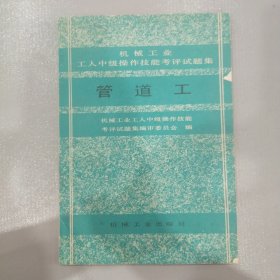 机械工业
工人中级操作技能考评试题集
管道工
机械工业工人中级操作技能
考评试题集编审委员会 编
机械工业出版社